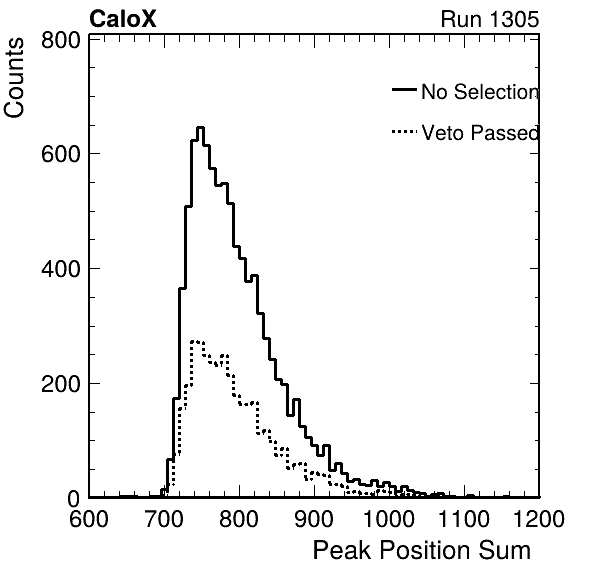 CaloX Run 1305
Counts
800
600
400
200
0
No Selection
Veto Passed
600 700 800 900 1000 1100 1200
Peak Position Sum